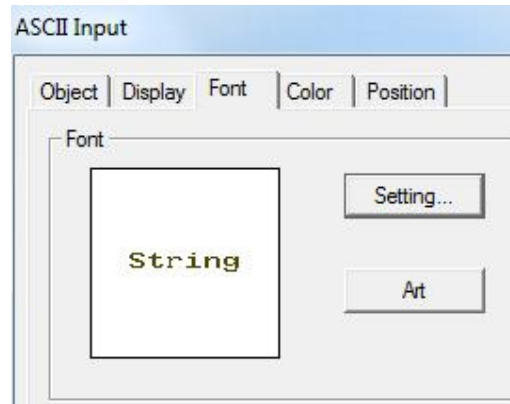 ASCII Input
Object Display Font Color Position
Font
Setting...
String
Art